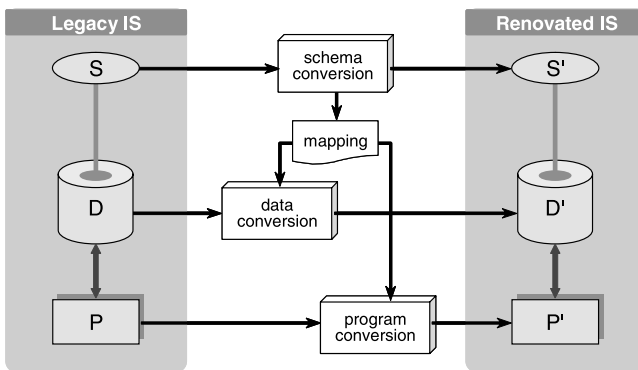 Legacy IS
Renovated IS
S
schema
conversion
S'
mapping
D
data
conversion
D'
P
program
conversion
P'